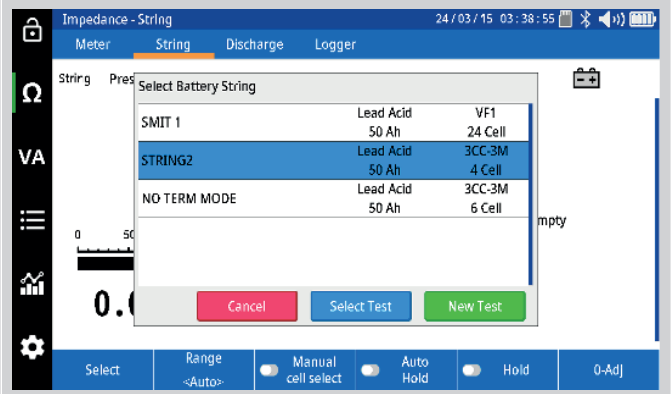 Impedance - String 24/03/15 03:38:55
Meter String Discharge Logger
String Pres
Select Battery String
SMIT 1 Lead Acid VF1
50 Ah 24 Cell
STRING2 Lead Acid 3CC-3M
50 Ah 4 Cell
NO TERM MODE Lead Acid 3CC-3M
50 Ah 6 Cell
Ω
VA
mpty
0 50
0.0
Cancel Select Test New Test
Select Range <Auto> Manual cell select Auto Hold Hold 0-Adj